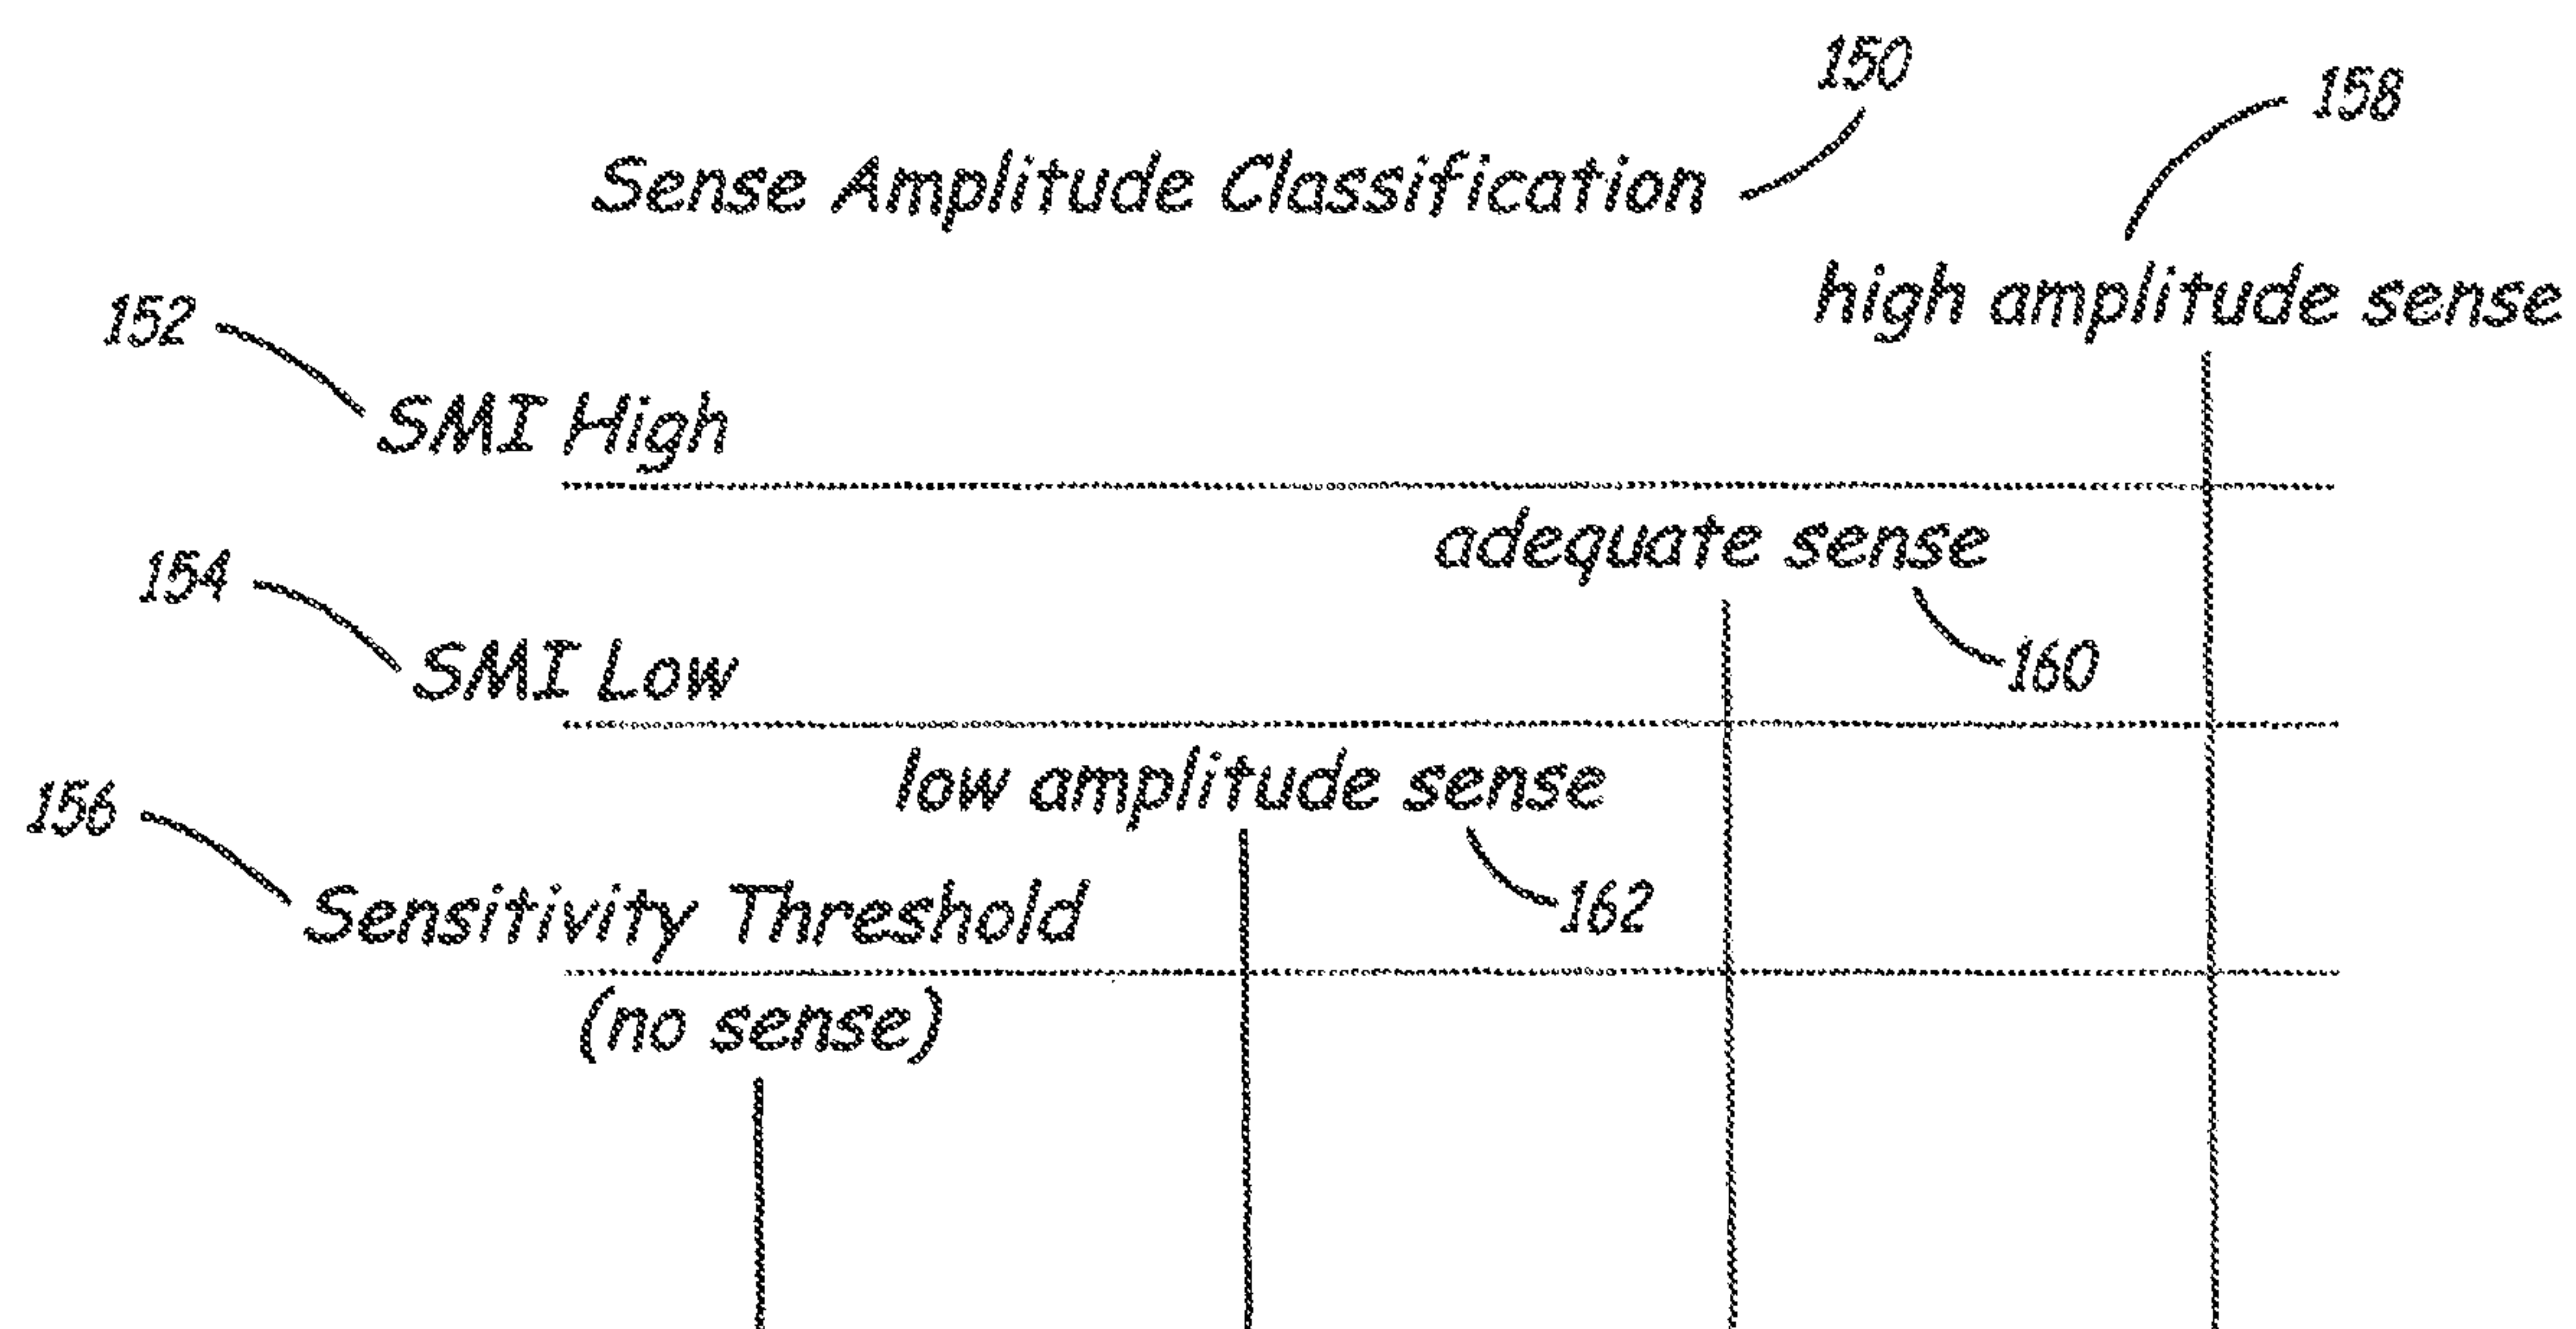 150
158
Sense Amplitude Classification
high amplitude sense
152
SMI High
adequate sense
154
SMI Low
160
low amplitude sense
156
Sensitivity Threshold
162
(no sense)